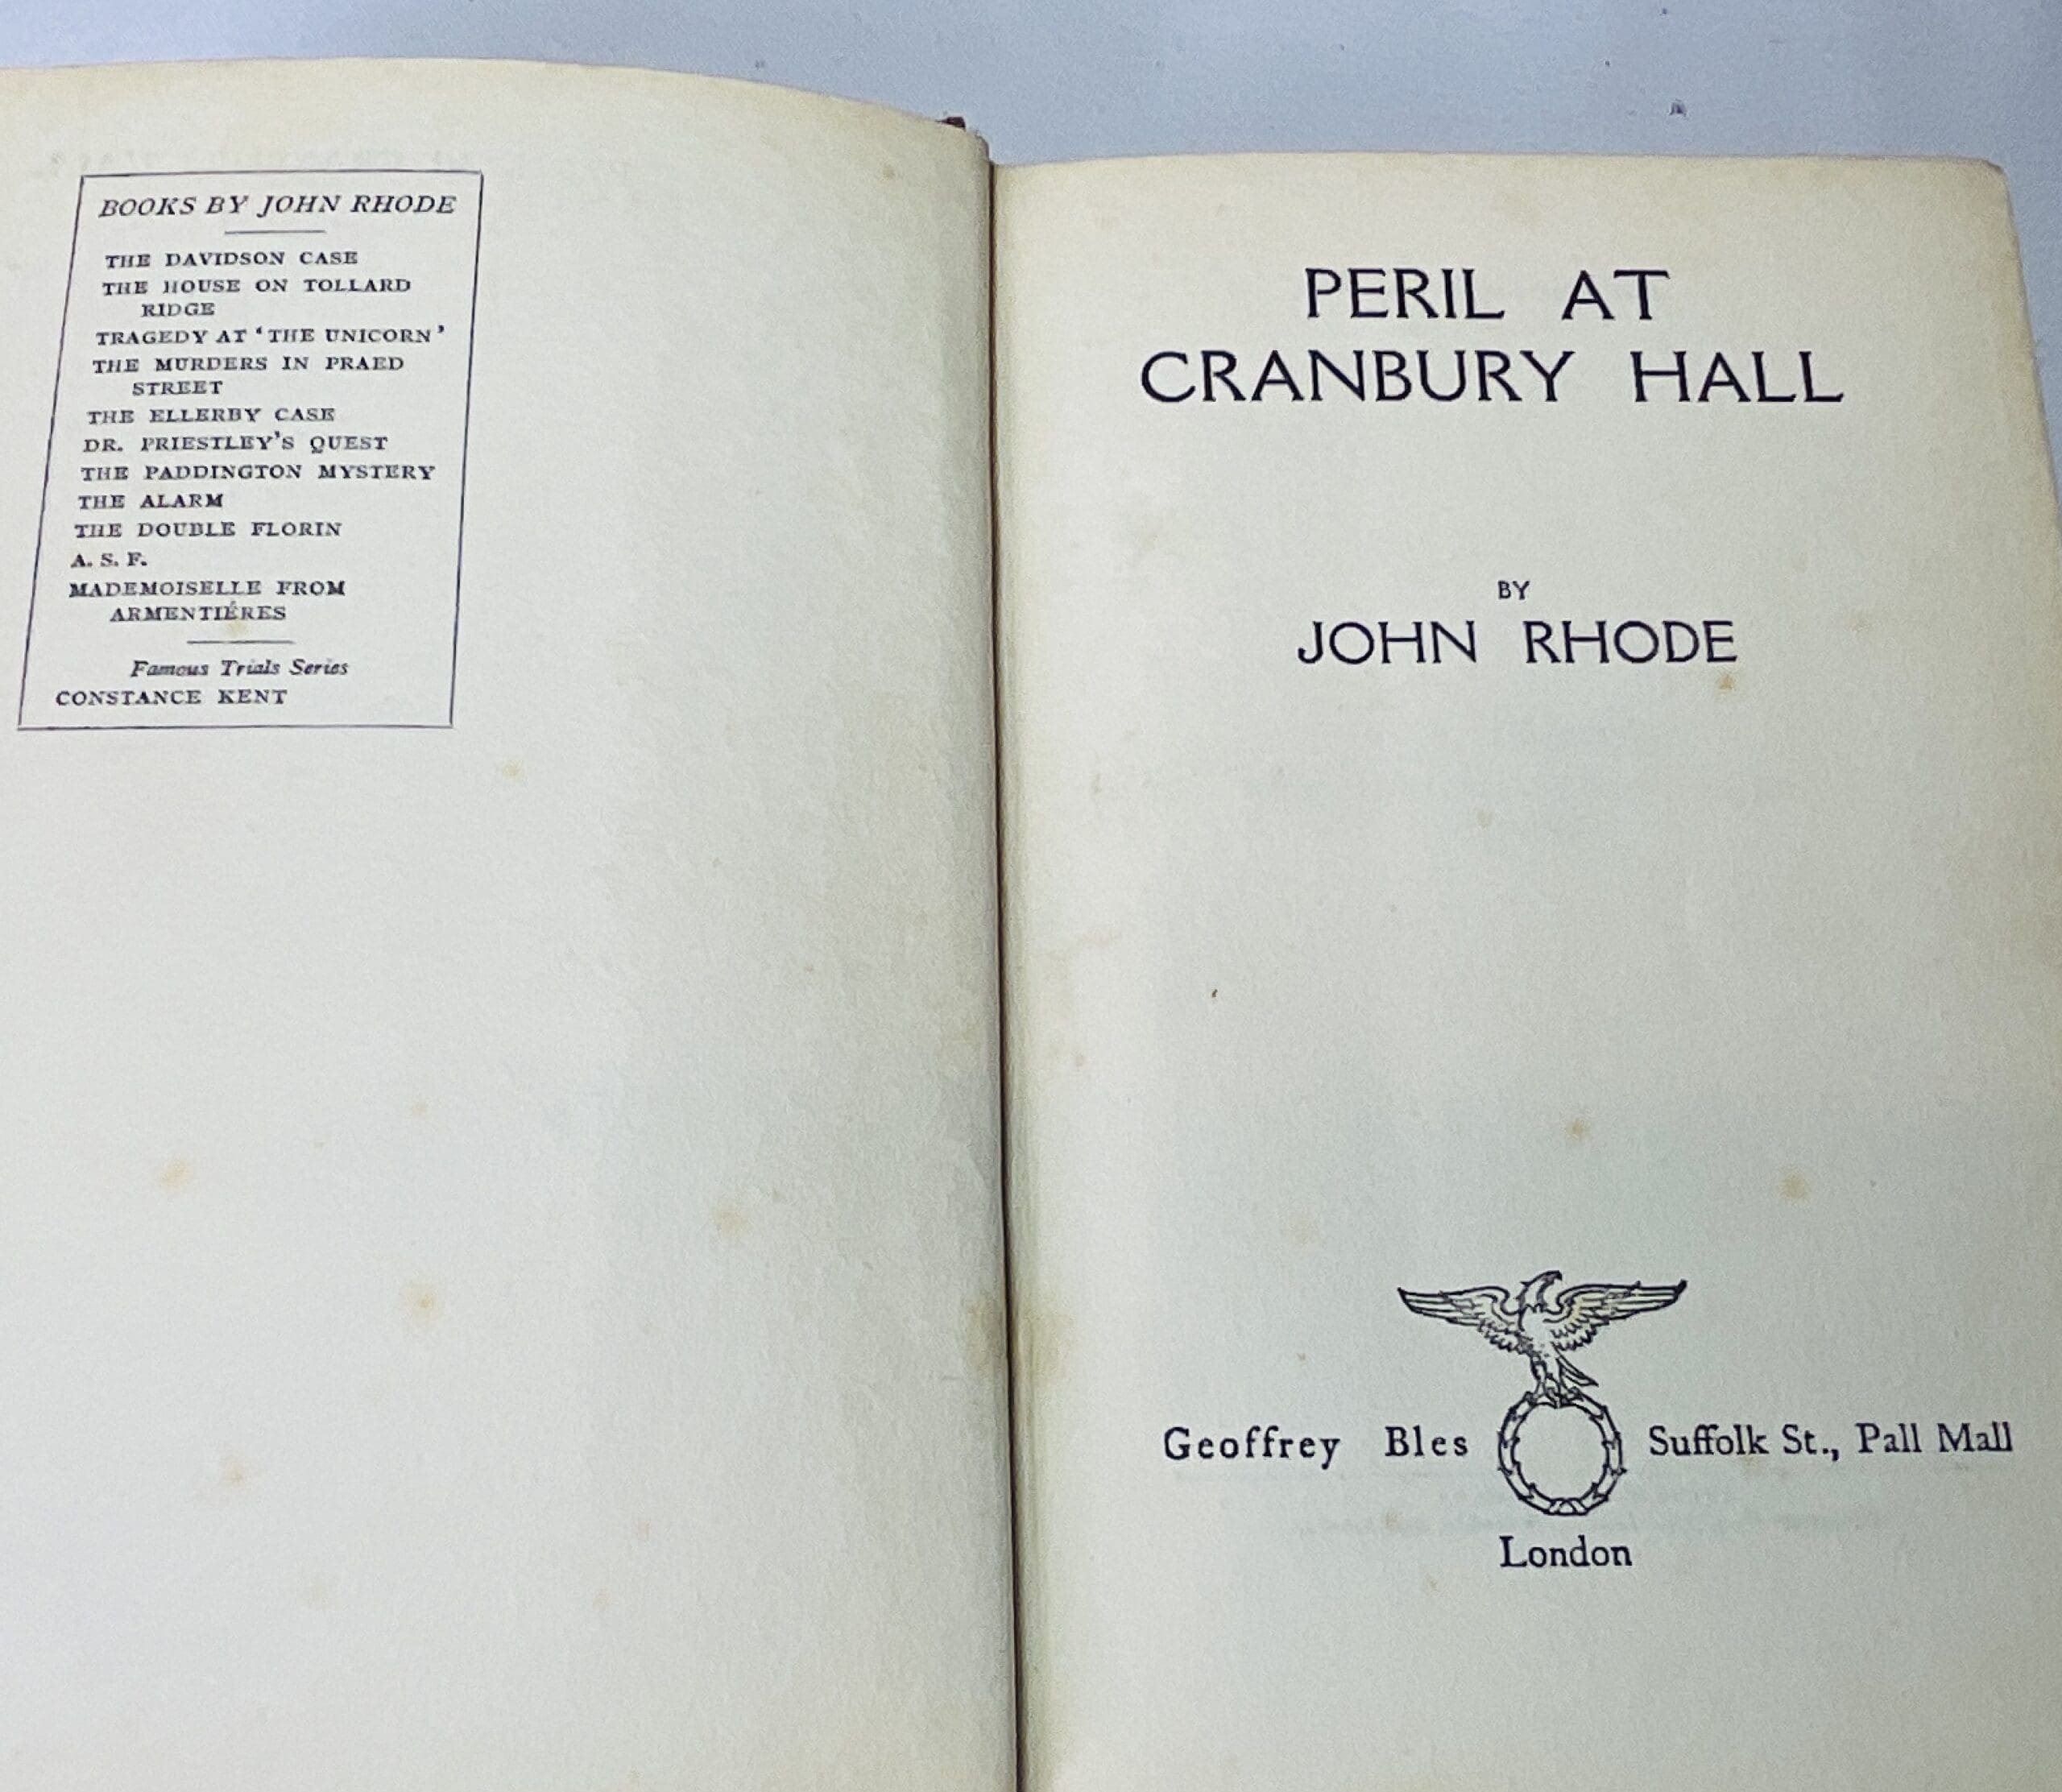 BOOKS BY JOHN RHODE
THE DAVIDSON CASE
THE HOUSE ON TOLLARD
RIDGE
TRAGEDY AT ‘THE UNICORN’
THE MURDERS IN PRAED
STREET
THE ELLERBY CASE
DR. PRIESTLEY'S QUEST
THE PADDINGTON MYSTERY
THE ALARM
THE DOUBLE FLORIN
A. S. F.
MADEMOISELLE FROM
ARMENTIÉRES
Famous Trials Series
CONSTANCE KENT
PERIL AT
CRANBURY HALL
BY
JOHN RHODE
Geoffrey Bles Suffolk St., Pall Mall
London